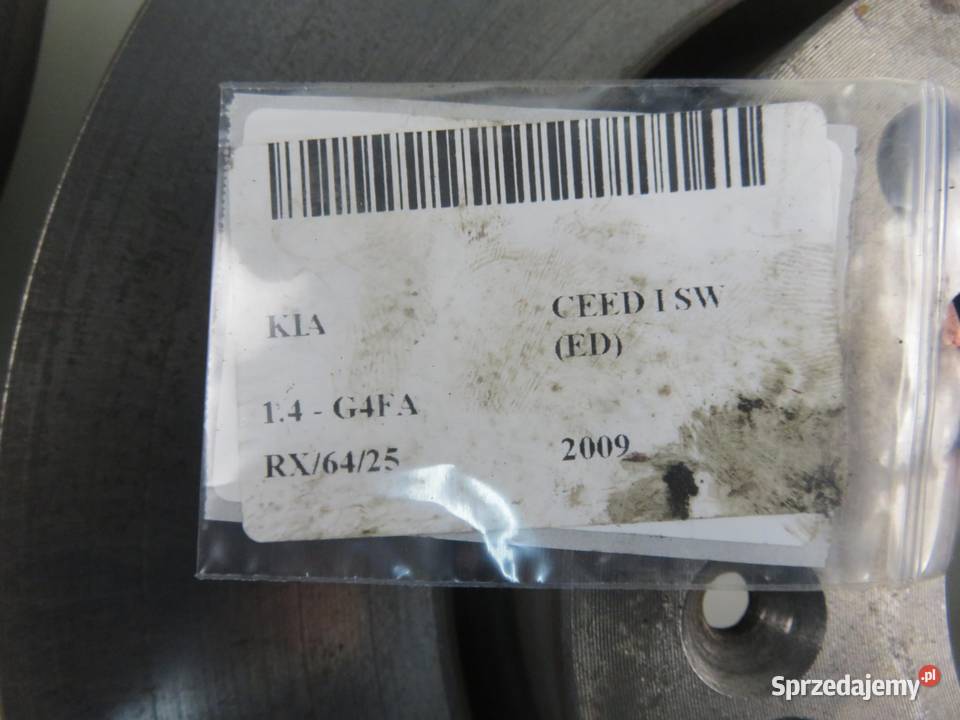 KIA
CEED I SW
(ED)
1.4 - G4FA
RX/64/25
2009
Sprzedajemy.pl